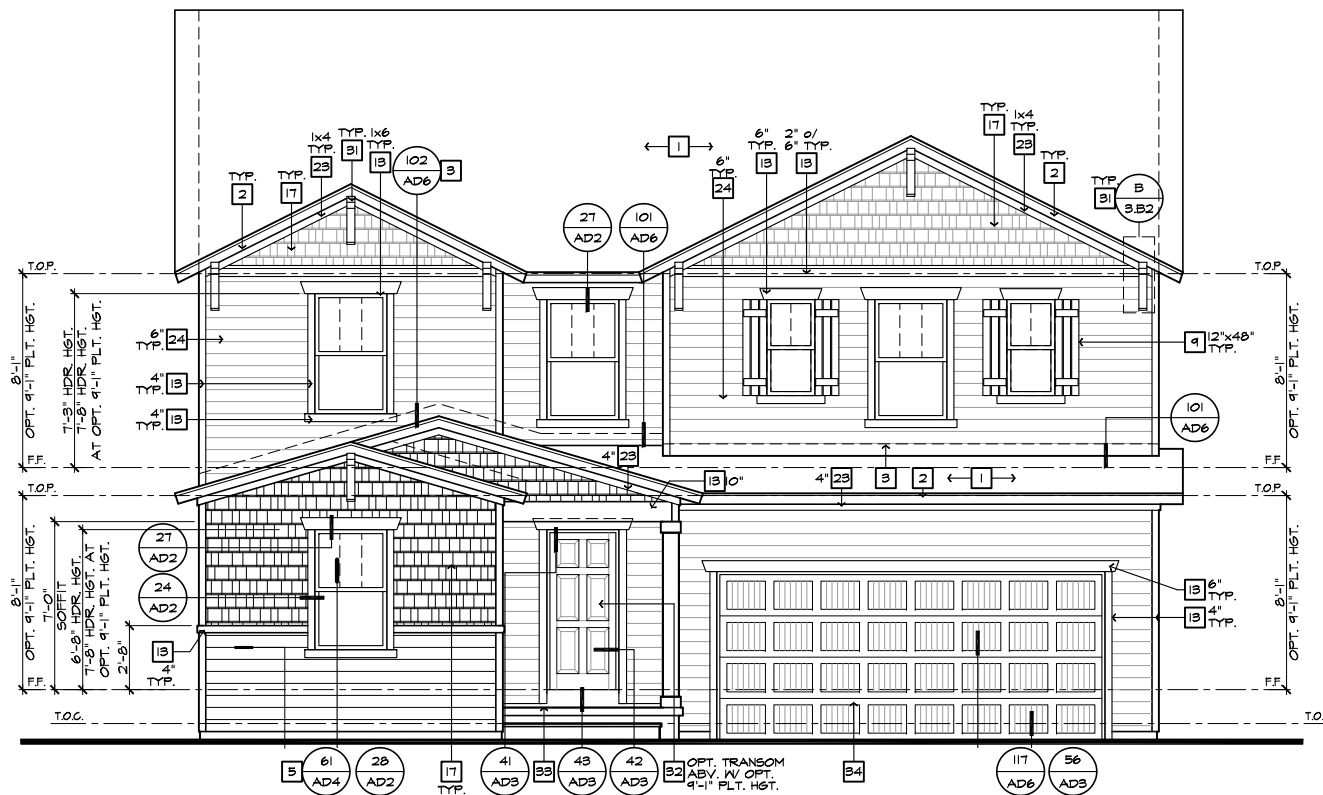 1x4
TYP.
23
TYP.
31
1x6
TYP.
13
102
AD6
3
TYP.
2
TYP.
17
1
6"
TYP.
13
2" o/
6" TYP.
13
6"
TYP.
24
TYP.
17
1x4
TYP.
23
TYP.
2
TYP.
31
B
3.B2
27
AD2
101
AD6
T.O.P.
T.O.P.
8'-1"
OPT. 9'-1" PLT. HGT.
7'-3" HDR. HGT.
7'-8" HDR. HGT.
AT OPT. 9'-1" PLT. HGT.
6"
TYP.
24
4"
TYP.
13
4"
TYP.
13
9
12"x48"
TYP.
8'-1"
OPT. 9'-1" PLT. HGT.
101
AD6
F.F.
F.F.
4"
23
13
10"
4"
23
3
2
1
T.O.P.
T.O.P.
8'-1"
OPT. 9'-1" PLT. HGT.
7'-0"
SOFFIT
6'-8" HDR. HGT.
7'-8" HDR. HGT. AT
OPT. 9'-1" PLT. HGT.
2'-8"
27
AD2
24
AD2
13
4"
TYP.
13
6"
TYP.
13
4"
TYP.
8'-1"
OPT. 9'-1" PLT. HGT.
F.F.
F.F.
T.O.C.
T.O.
5
61
AD4
28
AD2
17
TYP.
41
AD3
33
43
AD3
42
AD3
32
OPT. TRANSOM
ABV. W/ OPT.
9'-1" PLT. HGT.
34
117
AD6
56
AD3